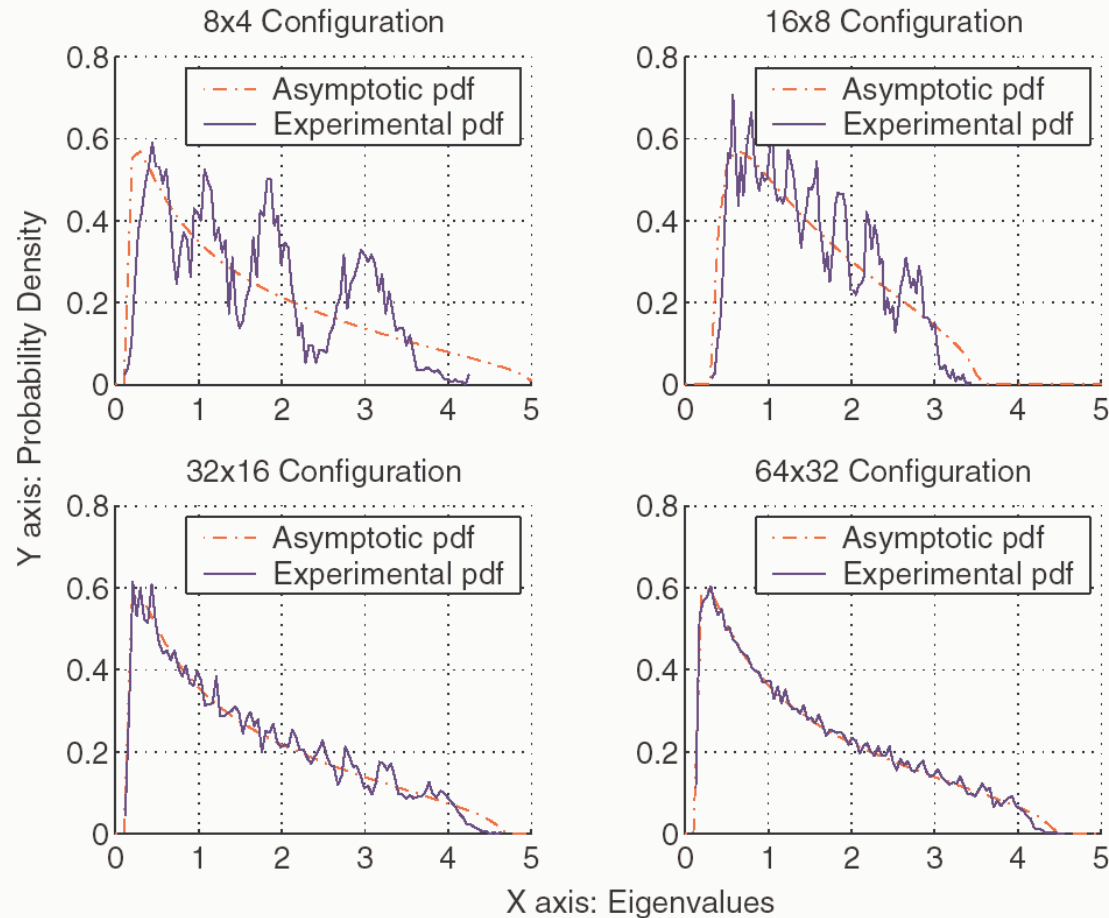 8x4 Configuration
0.8
0.6
0.4
0.2
0
0 1 2 3 4 5
Asymptotic pdf
Experimental pdf
16x8 Configuration
0.8
0.6
0.4
0.2
0
0 1 2 3 4 5
Asymptotic pdf
Experimental pdf
Y axis: Probability Density
32x16 Configuration
0.8
0.6
0.4
0.2
0
0 1 2 3 4 5
Asymptotic pdf
Experimental pdf
64x32 Configuration
0.8
0.6
0.4
0.2
0
0 1 2 3 4 5
Asymptotic pdf
Experimental pdf
X axis: Eigenvalues